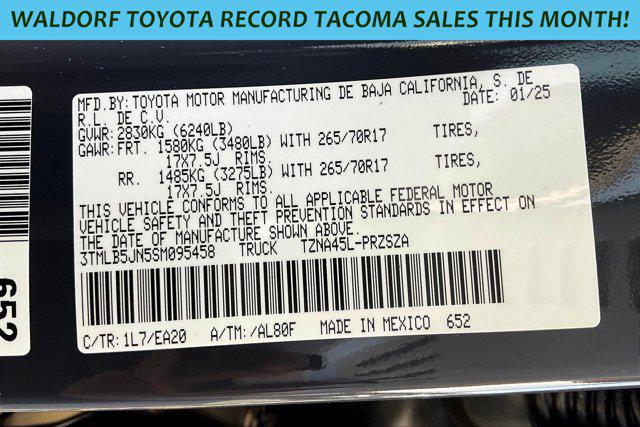 WALDORF TOYOTA RECORD TACOMA SALES THIS MONTH!
MFD.BY:TOYOTA MOTOR MANUFACTURING DE BAJA CALIFORNIA, S. DE
R.L. DE C.V. DATE: 01/25
GVWR: 2830KG (6240LB)
GAWR: FRT. 1580KG (3480LB) WITH 265/70R17 TIRES,
17X7.5J RIMS.
RR. 1485KG (3275LB) WITH 265/70R17 TIRES,
17X7.5J RIMS.
THIS VEHICLE CONFORMS TO ALL APPLICABLE FEDERAL MOTOR
VEHICLE SAFETY AND THEFT PREVENTION STANDARDS IN EFFECT ON
THE DATE OF MANUFACTURE SHOWN ABOVE.
3TMLB5JN5SM095458 TRUCK TZNA45L-PRZSZA
C/TR: 1L7/EA20 A/TM: /AL80F MADE IN MEXICO 652
652